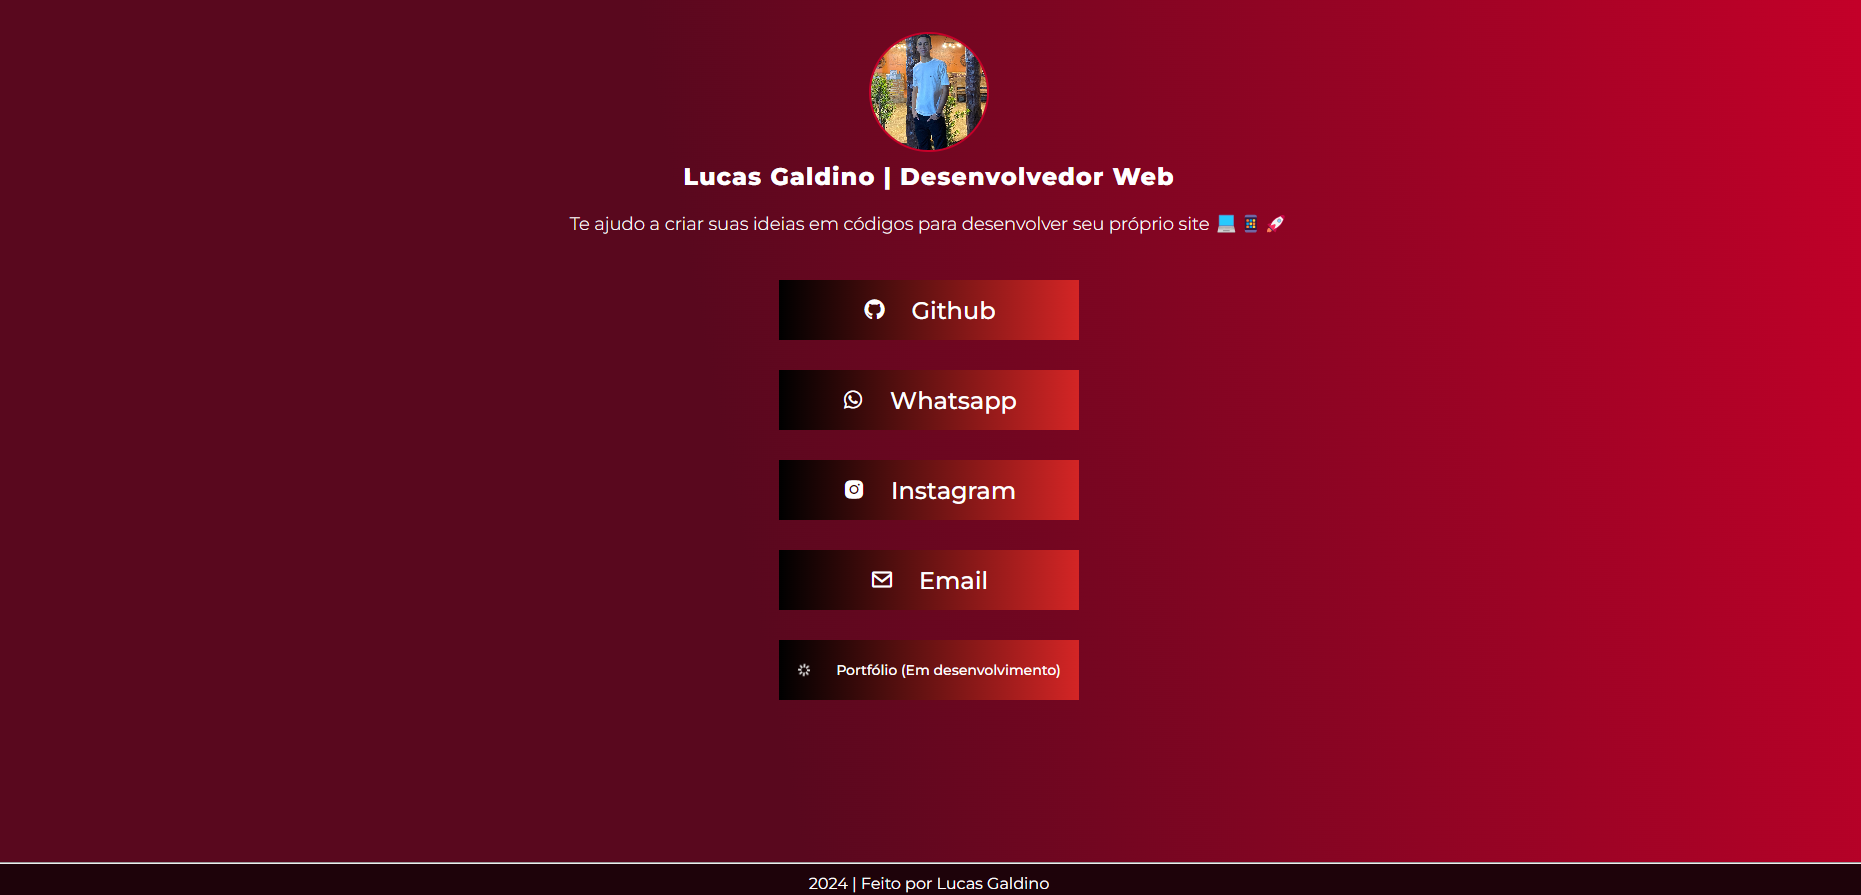 Lucas Galdino | Desenvolvedor Web
Te ajudo a criar suas ideias em códigos para desenvolver seu próprio site 💻📱🚀
Github
Whatsapp
Instagram
Email
Portfólio (Em desenvolvimento)
2024 | Feito por Lucas Galdino